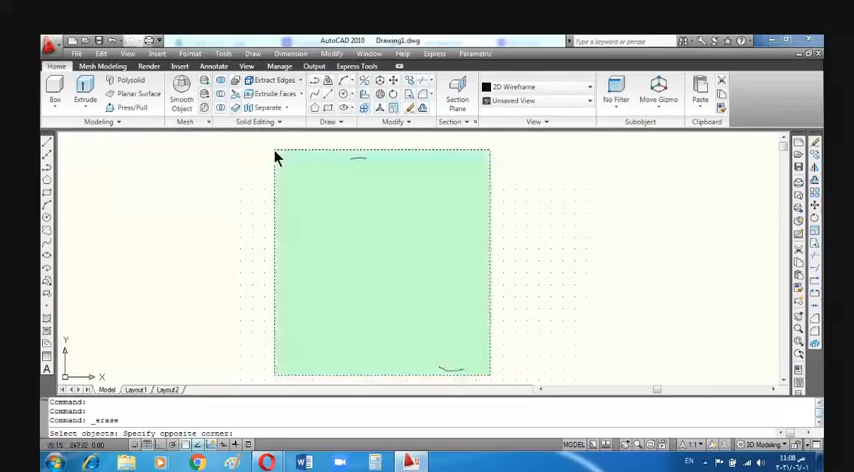 AutoCAD 2010 Drawing1.dwg Type a keyword or phrase
File Edit View Insert Format Tools Draw Dimension Modify Window Help Express Parametric
Home Mesh Modeling Render Insert Annotate View Manage Output Express Tools
Box Extrude Polysolid Planar Surface Press/Pull Smooth Object Extract Edges Extrude Faces Separate Section Plane 2D Wireframe Unsaved View No Filter Move Gizmo Paste
Modeling Mesh Solid Editing Draw Modify Section View Subobject Clipboard
Y
X
Model Layout1 Layout2
Command:
Command:
Command: _erase
Select objects: Specify opposite corner:
MODEL 1:1 3D Modeling
EN 11:08 ص